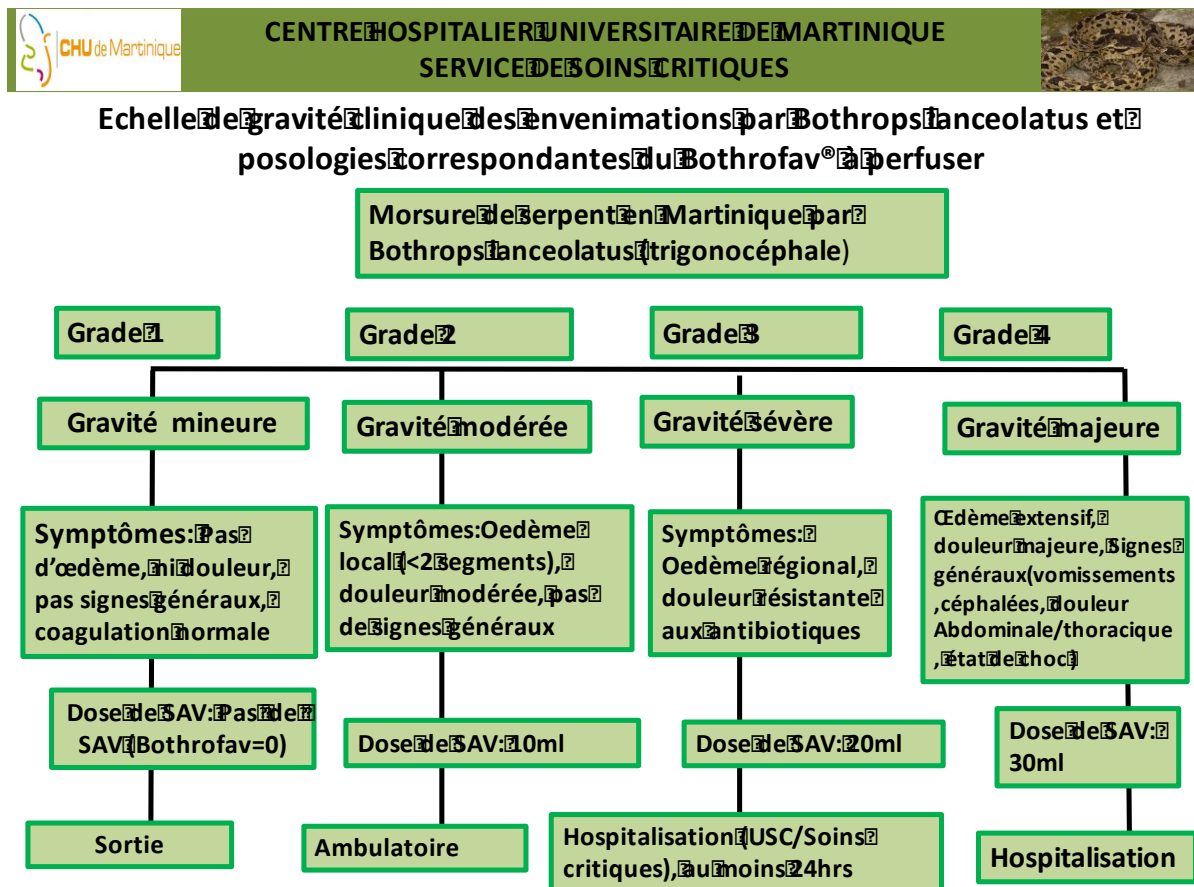 CHU de Martinique
CENTRE HOSPITALIER UNIVERSITAIRE DE MARTINIQUE
SERVICE DE SOINS CRITIQUES
Echelle de gravité clinique des envenimations par Bothrops lanceolatus et
posologies correspondantes du Bothrofav® à perfuser
Morsure de serpent en Martinique par
Bothrops lanceolatus (trigonocéphale)
Grade 1
Grade 2
Grade 3
Grade 4
Gravité mineure
Gravité modérée
Gravité sévère
Gravité majeure
Symptômes: Pas
d’œdème, ni douleur,
pas signes généraux,
coagulation normale
Symptômes:Oedème
local (<2 segments),
douleur modérée, pas
de signes généraux
Symptômes:
Oedème régional,
douleur résistante
aux antibiotiques
Œdème extensif,
douleur majeure, Signes
généraux(vomissements
,céphalées, douleur
Abdominale/thoracique
, état de choc )
Dose de SAV: Pas de
SAV (Bothrofav=0)
Dose de SAV: 10ml
Dose de SAV: 20ml
Dose de SAV:
30ml
Sortie
Ambulatoire
Hospitalisation (USC/Soins
critiques), au moins 24hrs
Hospitalisation